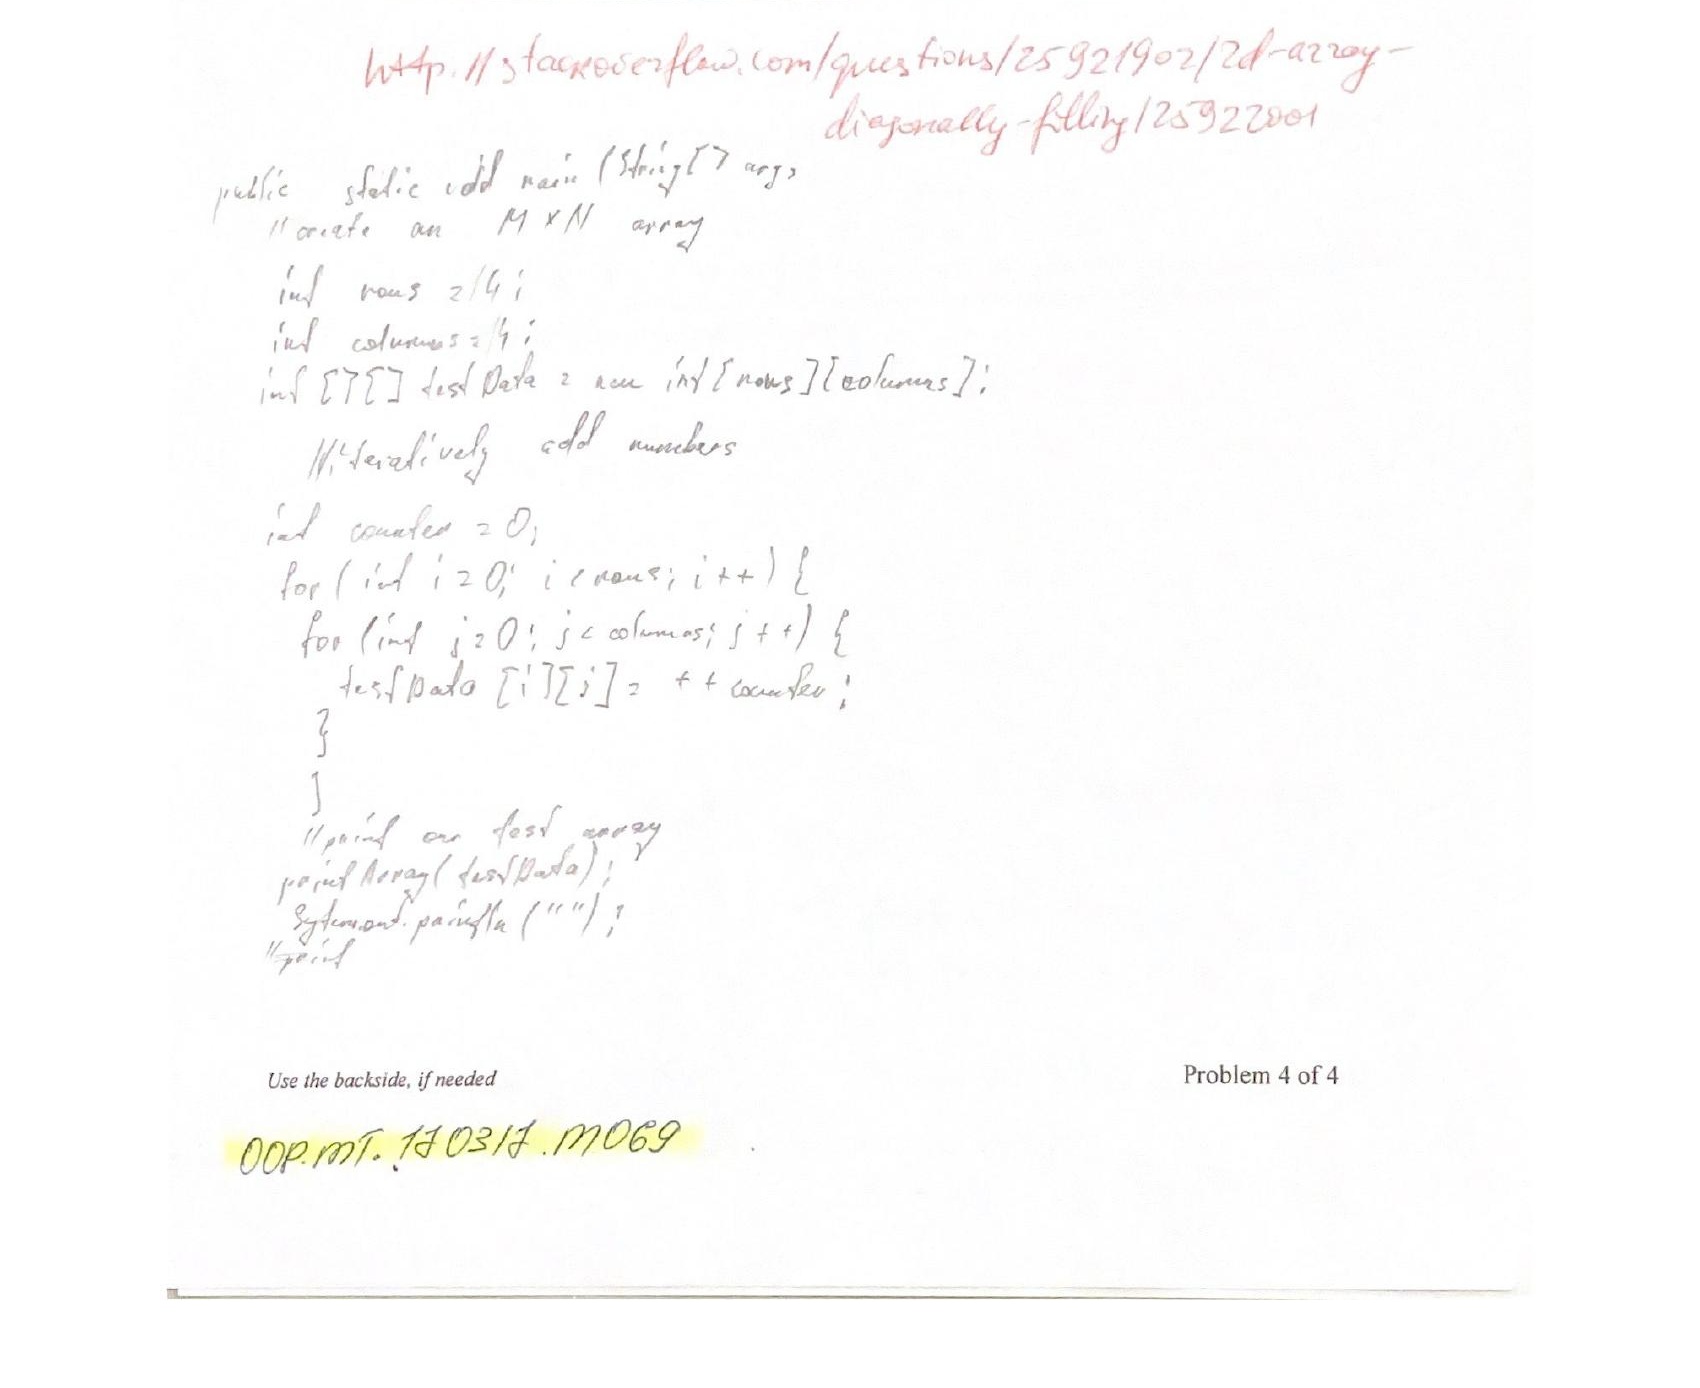 http://stackoverflow.com/questions/25921902/2d-array-
diagonally-filling/25922001
public static void main (String[] args
// create an M x N array
int rows = 4;
int columns = 4;
int [][] testData = new int [rows][columns];
// iteratively add numbers
int counter = 0;
for ( int i = 0; i < rows; i ++) {
for (int j = 0; j < columns; j ++) {
testData [i][j] = ++ counter;
}
}
// print our test array
printArray( testData);
System.out.println ("");
// print
Use the backside, if needed
Problem 4 of 4
OOP.MT.170317.M069